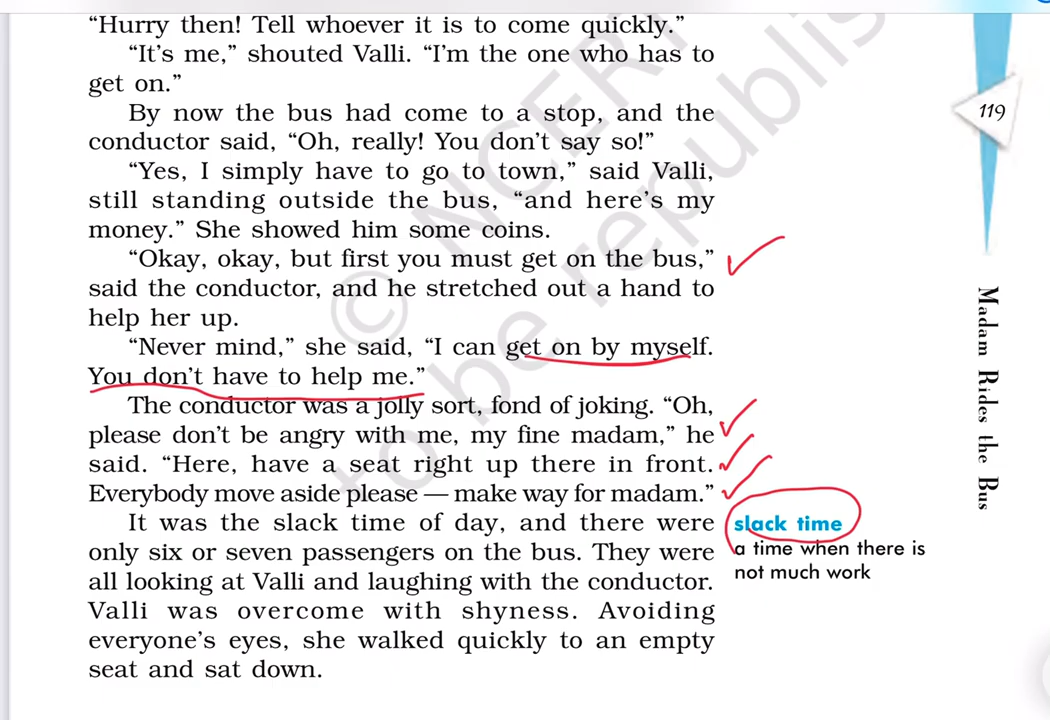 “Hurry then! Tell whoever it is to come quickly.”
“It’s me,” shouted Valli. “I’m the one who has to
get on.”
By now the bus had come to a stop, and the
conductor said, “Oh, really! You don’t say so!”
“Yes, I simply have to go to town,” said Valli,
still standing outside the bus, “and here’s my
money.” She showed him some coins.
“Okay, okay, but first you must get on the bus,”
said the conductor, and he stretched out a hand to
help her up.
“Never mind,” she said, “I can get on by myself.
You don’t have to help me.”
The conductor was a jolly sort, fond of joking. “Oh,
please don’t be angry with me, my fine madam,” he
said. “Here, have a seat right up there in front.
Everybody move aside please — make way for madam.”
It was the slack time of day, and there were
only six or seven passengers on the bus. They were
all looking at Valli and laughing with the conductor.
Valli was overcome with shyness. Avoiding
everyone’s eyes, she walked quickly to an empty
seat and sat down.
slack time
a time when there is
not much work
119
Madam Rides the Bus
© NCERT
to be republis